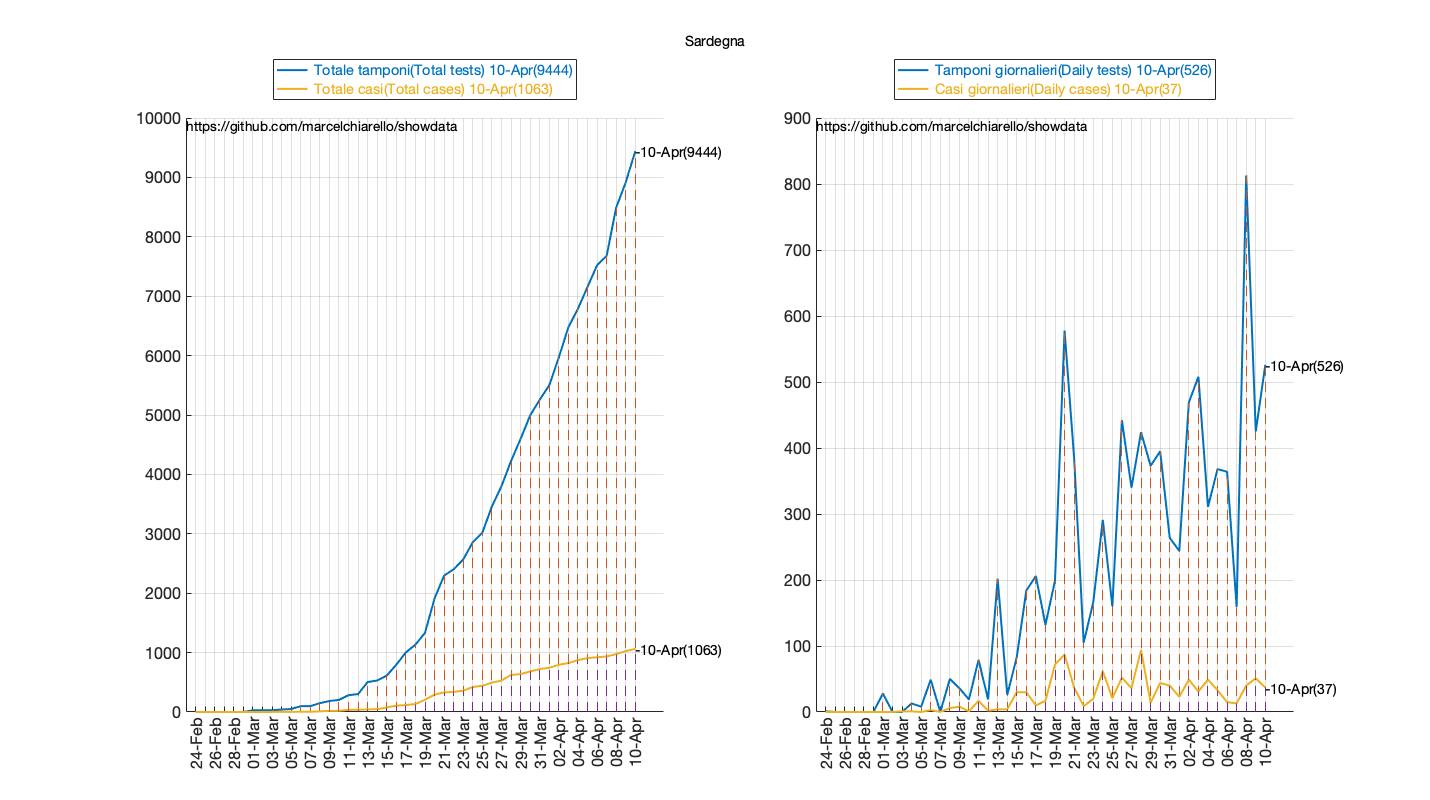 Sardegna
Totale tamponi(Total tests) 10-Apr(9444)
Totale casi(Total cases) 10-Apr(1063)
10000
9000
8000
7000
6000
5000
4000
3000
2000
1000
0
https://github.com/marcelchiarello/showdata
10-Apr(9444)
10-Apr(1063)
24-Feb
26-Feb
28-Feb
01-Mar
03-Mar
05-Mar
07-Mar
09-Mar
11-Mar
13-Mar
15-Mar
17-Mar
19-Mar
21-Mar
23-Mar
25-Mar
27-Mar
29-Mar
31-Mar
02-Apr
04-Apr
06-Apr
08-Apr
10-Apr
Tamponi giornalieri(Daily tests) 10-Apr(526)
Casi giornalieri(Daily cases) 10-Apr(37)
900
800
700
600
500
400
300
200
100
0
https://github.com/marcelchiarello/showdata
10-Apr(526)
10-Apr(37)
24-Feb
26-Feb
28-Feb
01-Mar
03-Mar
05-Mar
07-Mar
09-Mar
11-Mar
13-Mar
15-Mar
17-Mar
19-Mar
21-Mar
23-Mar
25-Mar
27-Mar
29-Mar
31-Mar
02-Apr
04-Apr
06-Apr
08-Apr
10-Apr